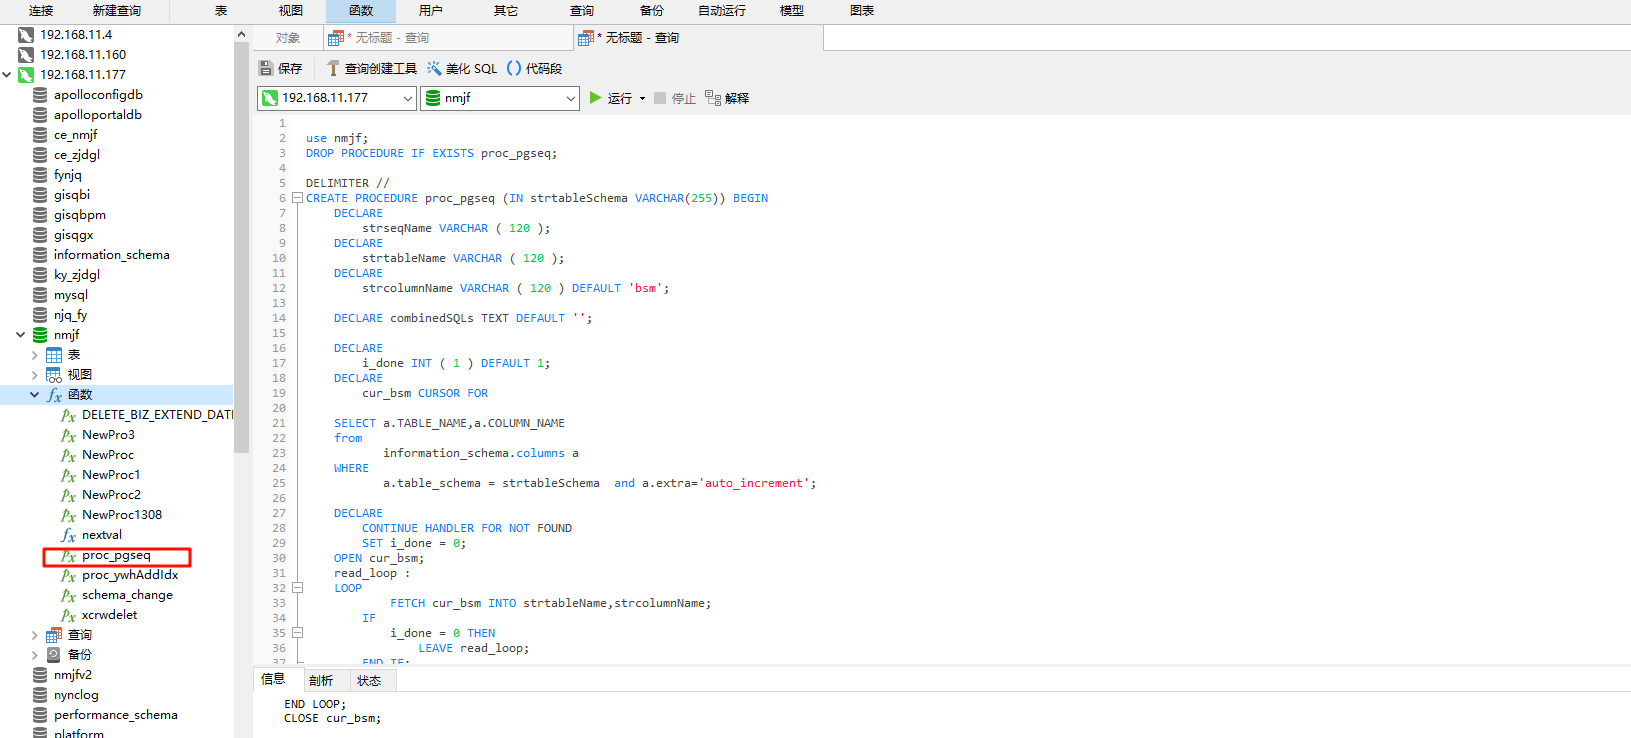 连接 新建查询 表 视图 函数 用户 其它 查询 备份 自动运行 模型 图表
192.168.11.4
192.168.11.160
192.168.11.177
apolloconfigdb
apolloportaldb
ce_nmjf
ce_zjdgl
fynjq
gisqbi
gisqbpm
gisqgx
information_schema
ky_zjdgl
mysql
njq_fy
nmjf
表
视图
函数
DELETE_BIZ_EXTEND_DATI
NewPro3
NewProc
NewProc1
NewProc2
NewProc1308
nextval
proc_pgseq
proc_ywhAddIdx
schema_change
xcrwdelet
查询
备份
nmjfv2
nynclog
performance_schema
platform
对象 * 无标题 - 查询 * 无标题 - 查询
保存 查询创建工具 美化 SQL 代码段
192.168.11.177 nmjf 运行 停止 解释
1
2 use nmjf;
3 DROP PROCEDURE IF EXISTS proc_pgseq;
4
5 DELIMITER //
6 CREATE PROCEDURE proc_pgseq (IN strtableSchema VARCHAR(255)) BEGIN
7 DECLARE
8 strseqName VARCHAR ( 120 );
9 DECLARE
10 strtableName VARCHAR ( 120 );
11 DECLARE
12 strcolumnName VARCHAR ( 120 ) DEFAULT 'bsm';
13
14 DECLARE combinedSQLs TEXT DEFAULT '';
15
16 DECLARE
17 i_done INT ( 1 ) DEFAULT 1;
18 DECLARE
19 cur_bsm CURSOR FOR
20
21 SELECT a.TABLE_NAME,a.COLUMN_NAME
22 from
23 information_schema.columns a
24 WHERE
25 a.table_schema = strtableSchema and a.extra='auto_increment';
26
27 DECLARE
28 CONTINUE HANDLER FOR NOT FOUND
29 SET i_done = 0;
30 OPEN cur_bsm;
31 read_loop :
32 LOOP
33 FETCH cur_bsm INTO strtableName,strcolumnName;
34 IF
35 i_done = 0 THEN
36 LEAVE read_loop;
37 END IF;
信息 剖析 状态
END LOOP;
CLOSE cur_bsm;